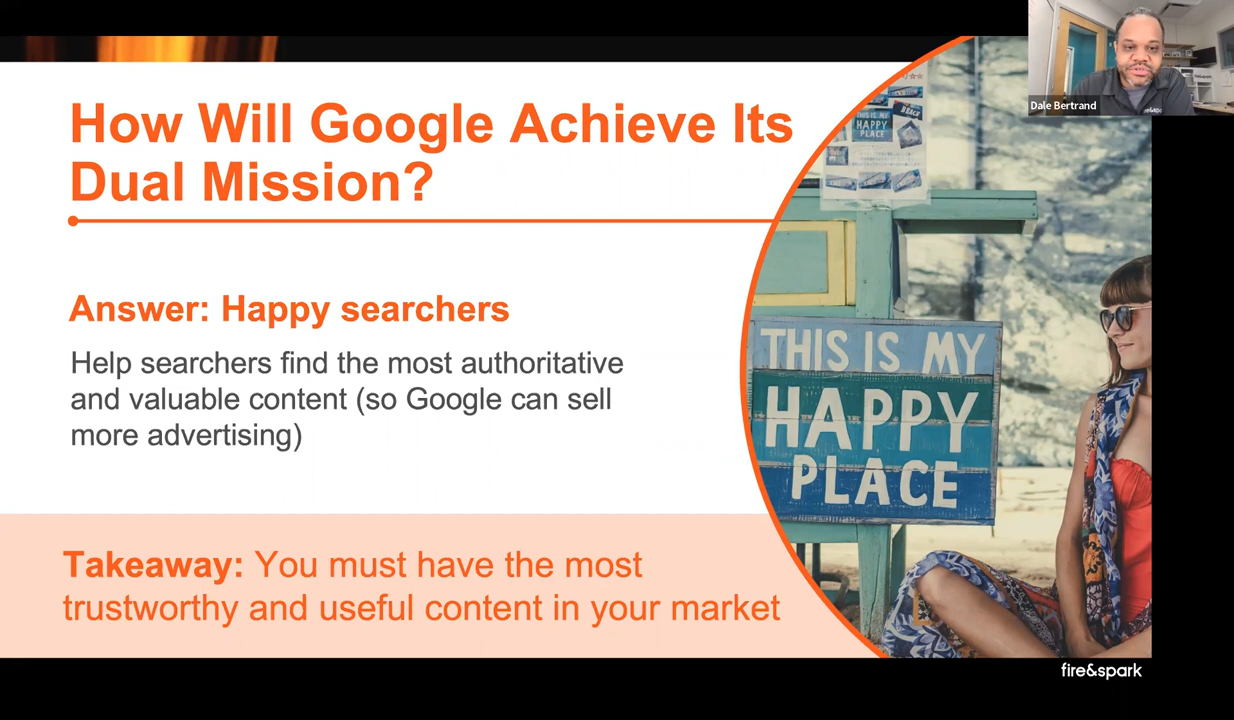 How Will Google Achieve Its
Dual Mission?
Answer: Happy searchers
Help searchers find the most authoritative
and valuable content (so Google can sell
more advertising)
Takeaway: You must have the most
trustworthy and useful content in your market
BEACH
THIS IS MY
HAPPY
PLACE
THIS IS MY
HAPPY
PLACE
Dale Bertrand
fire&spark